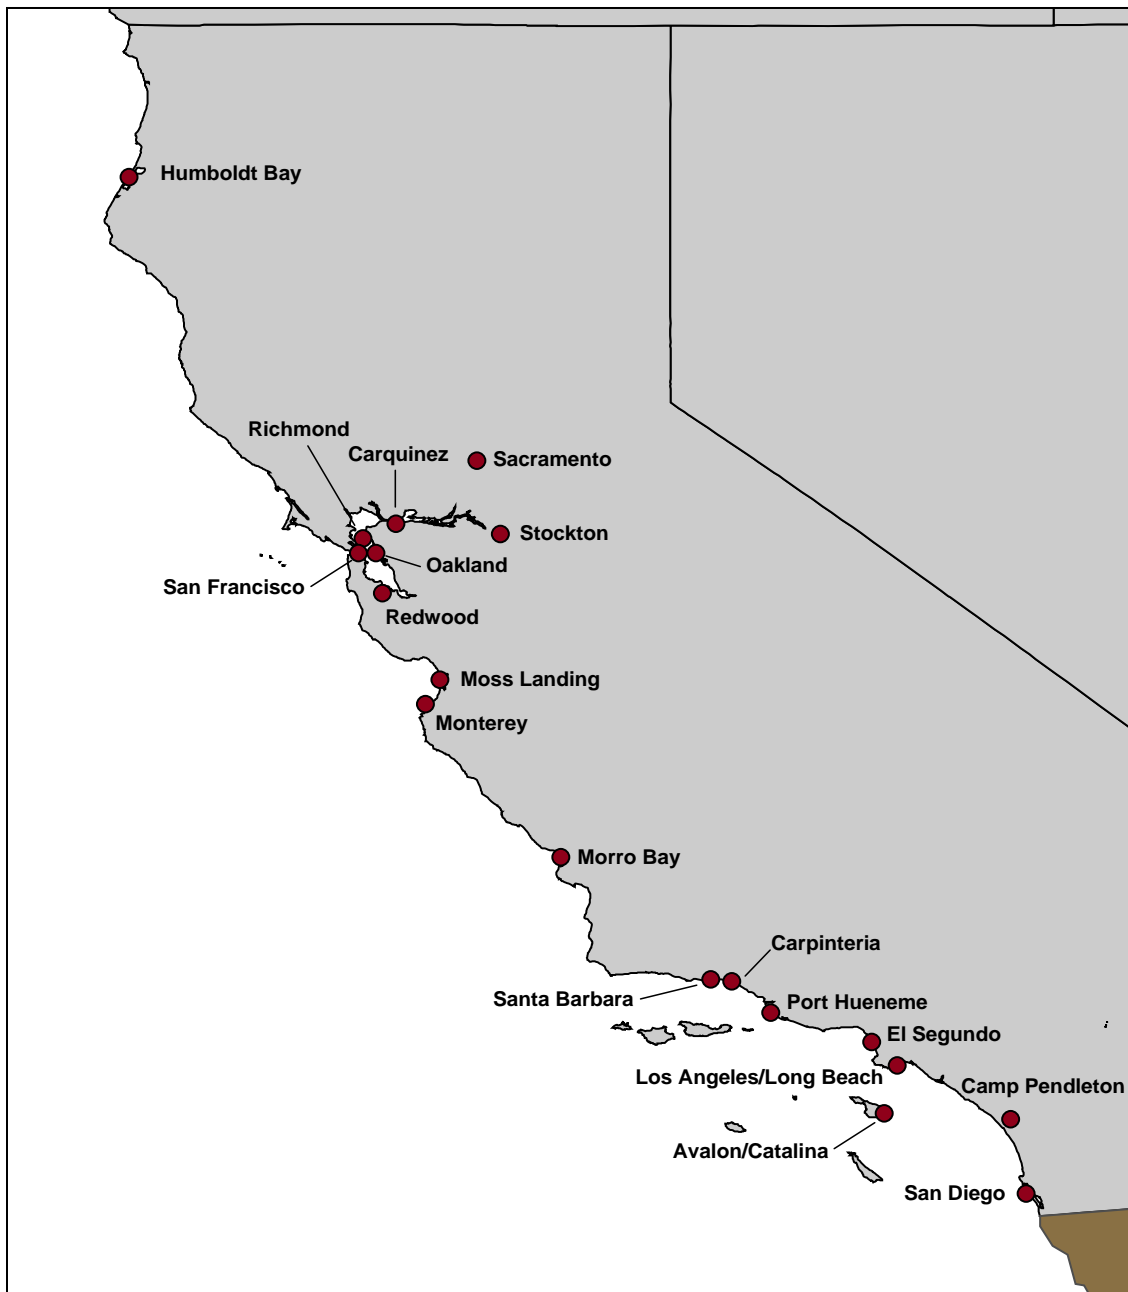 Humboldt Bay
Richmond
Carquinez
Sacramento
Stockton
Oakland
San Francisco
Redwood
Moss Landing
Monterey
Morro Bay
Carpinteria
Santa Barbara
Port Hueneme
El Segundo
Los Angeles/Long Beach
Camp Pendleton
Avalon/Catalina
San Diego